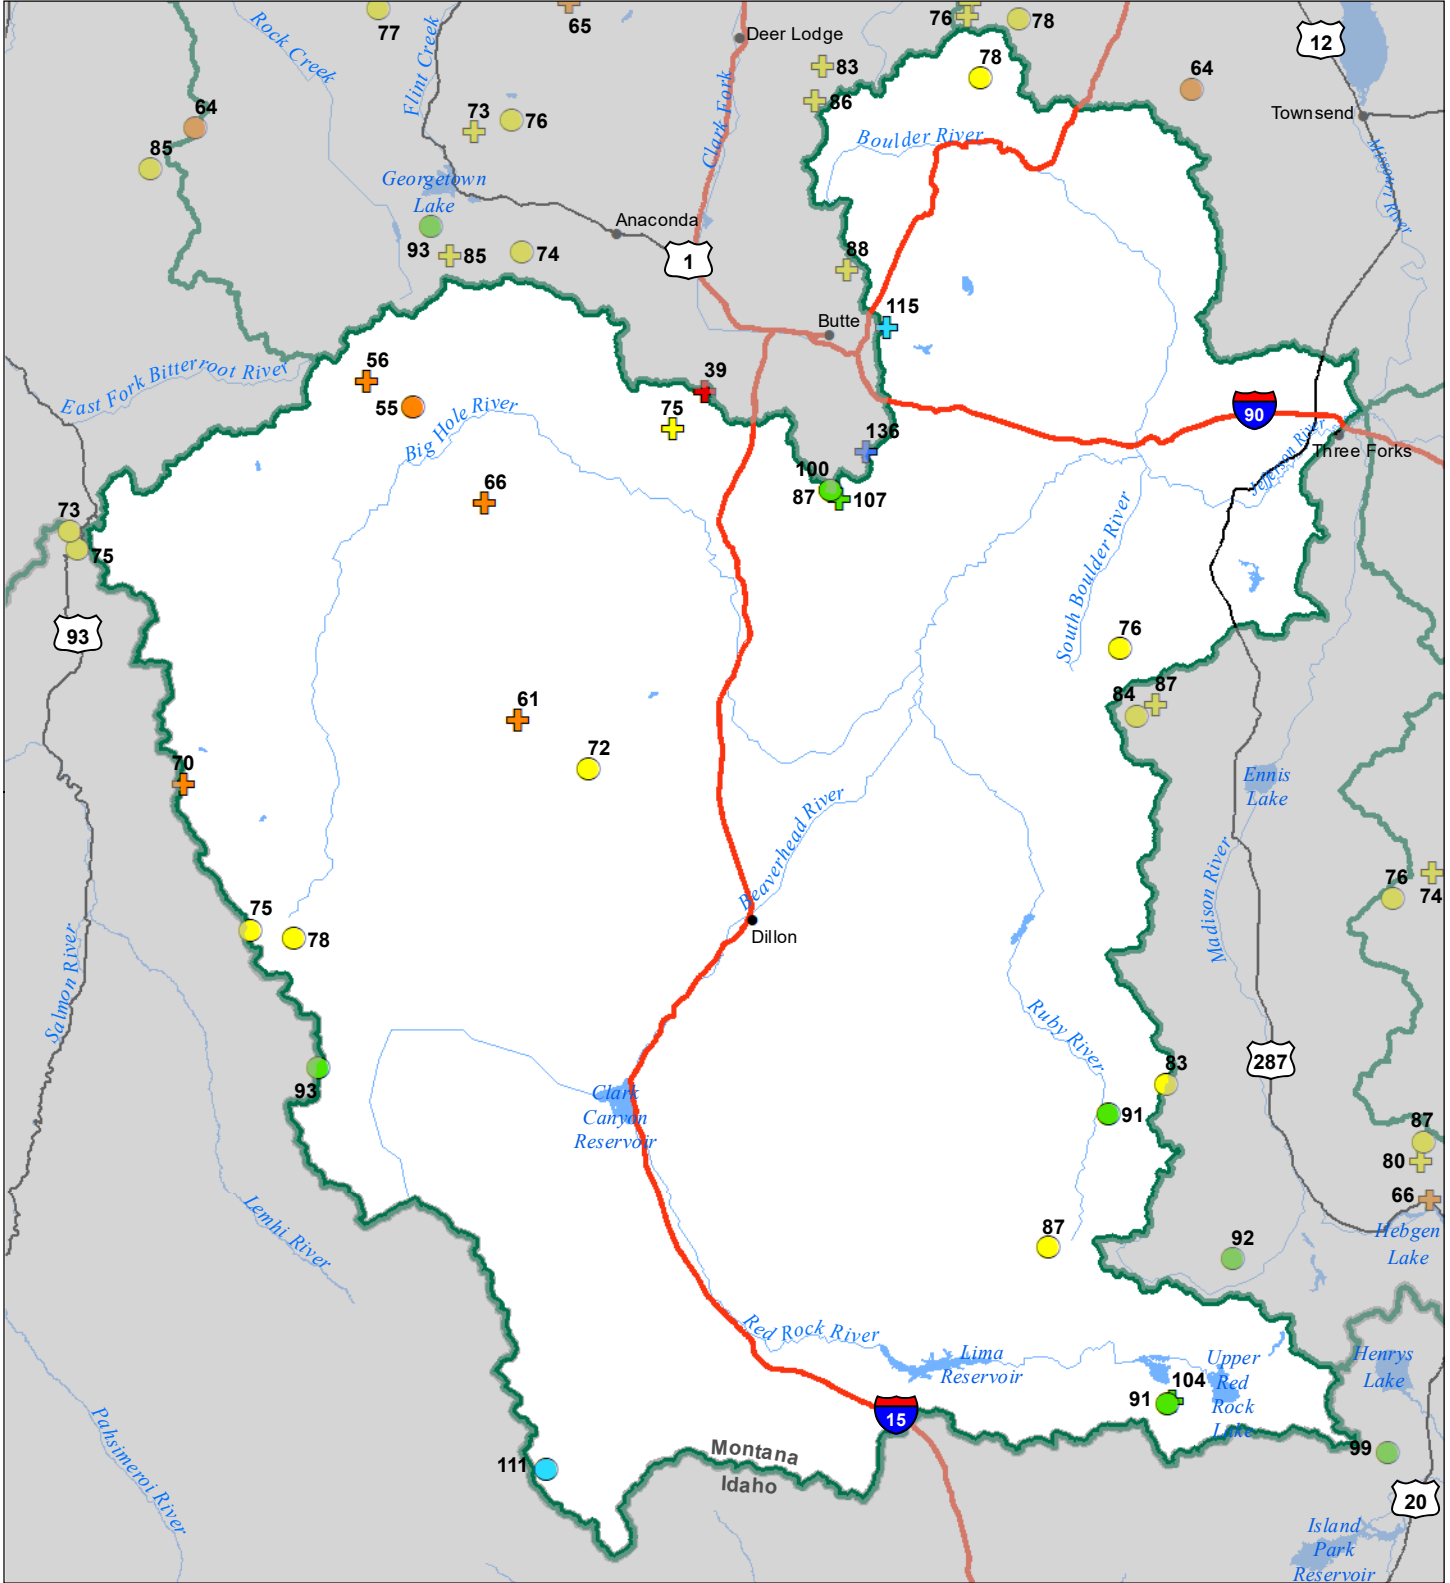 77
65
76
78
Rock Creek
Flint Creek
Deer Lodge
12
83
78
64
86
Townsend
64
73
76
Clark Fork
Boulder River
Missouri River
85
Georgetown
Lake
Anaconda
93
85
74
1
88
115
Butte
56
East Fork Bitterroot River
55
39
Big Hole River
75
90
136
Three Forks
Jefferson River
100
87
107
66
73
75
South Boulder River
93
76
84
87
61
72
70
Ennis
Lake
Beaverhead River
Madison River
76
74
75
78
Dillon
Salmon River
Ruby River
287
93
83
Clark
Canyon
Reservoir
91
87
80
66
Lemhi River
87
92
Hebgen
Lake
Red Rock River
Lima
Reservoir
Upper
Red
Rock
Lake
Henrys
Lake
104
91
15
99
Pahsimeroi River
Montana
Idaho
111
20
Island
Park
Reservoir